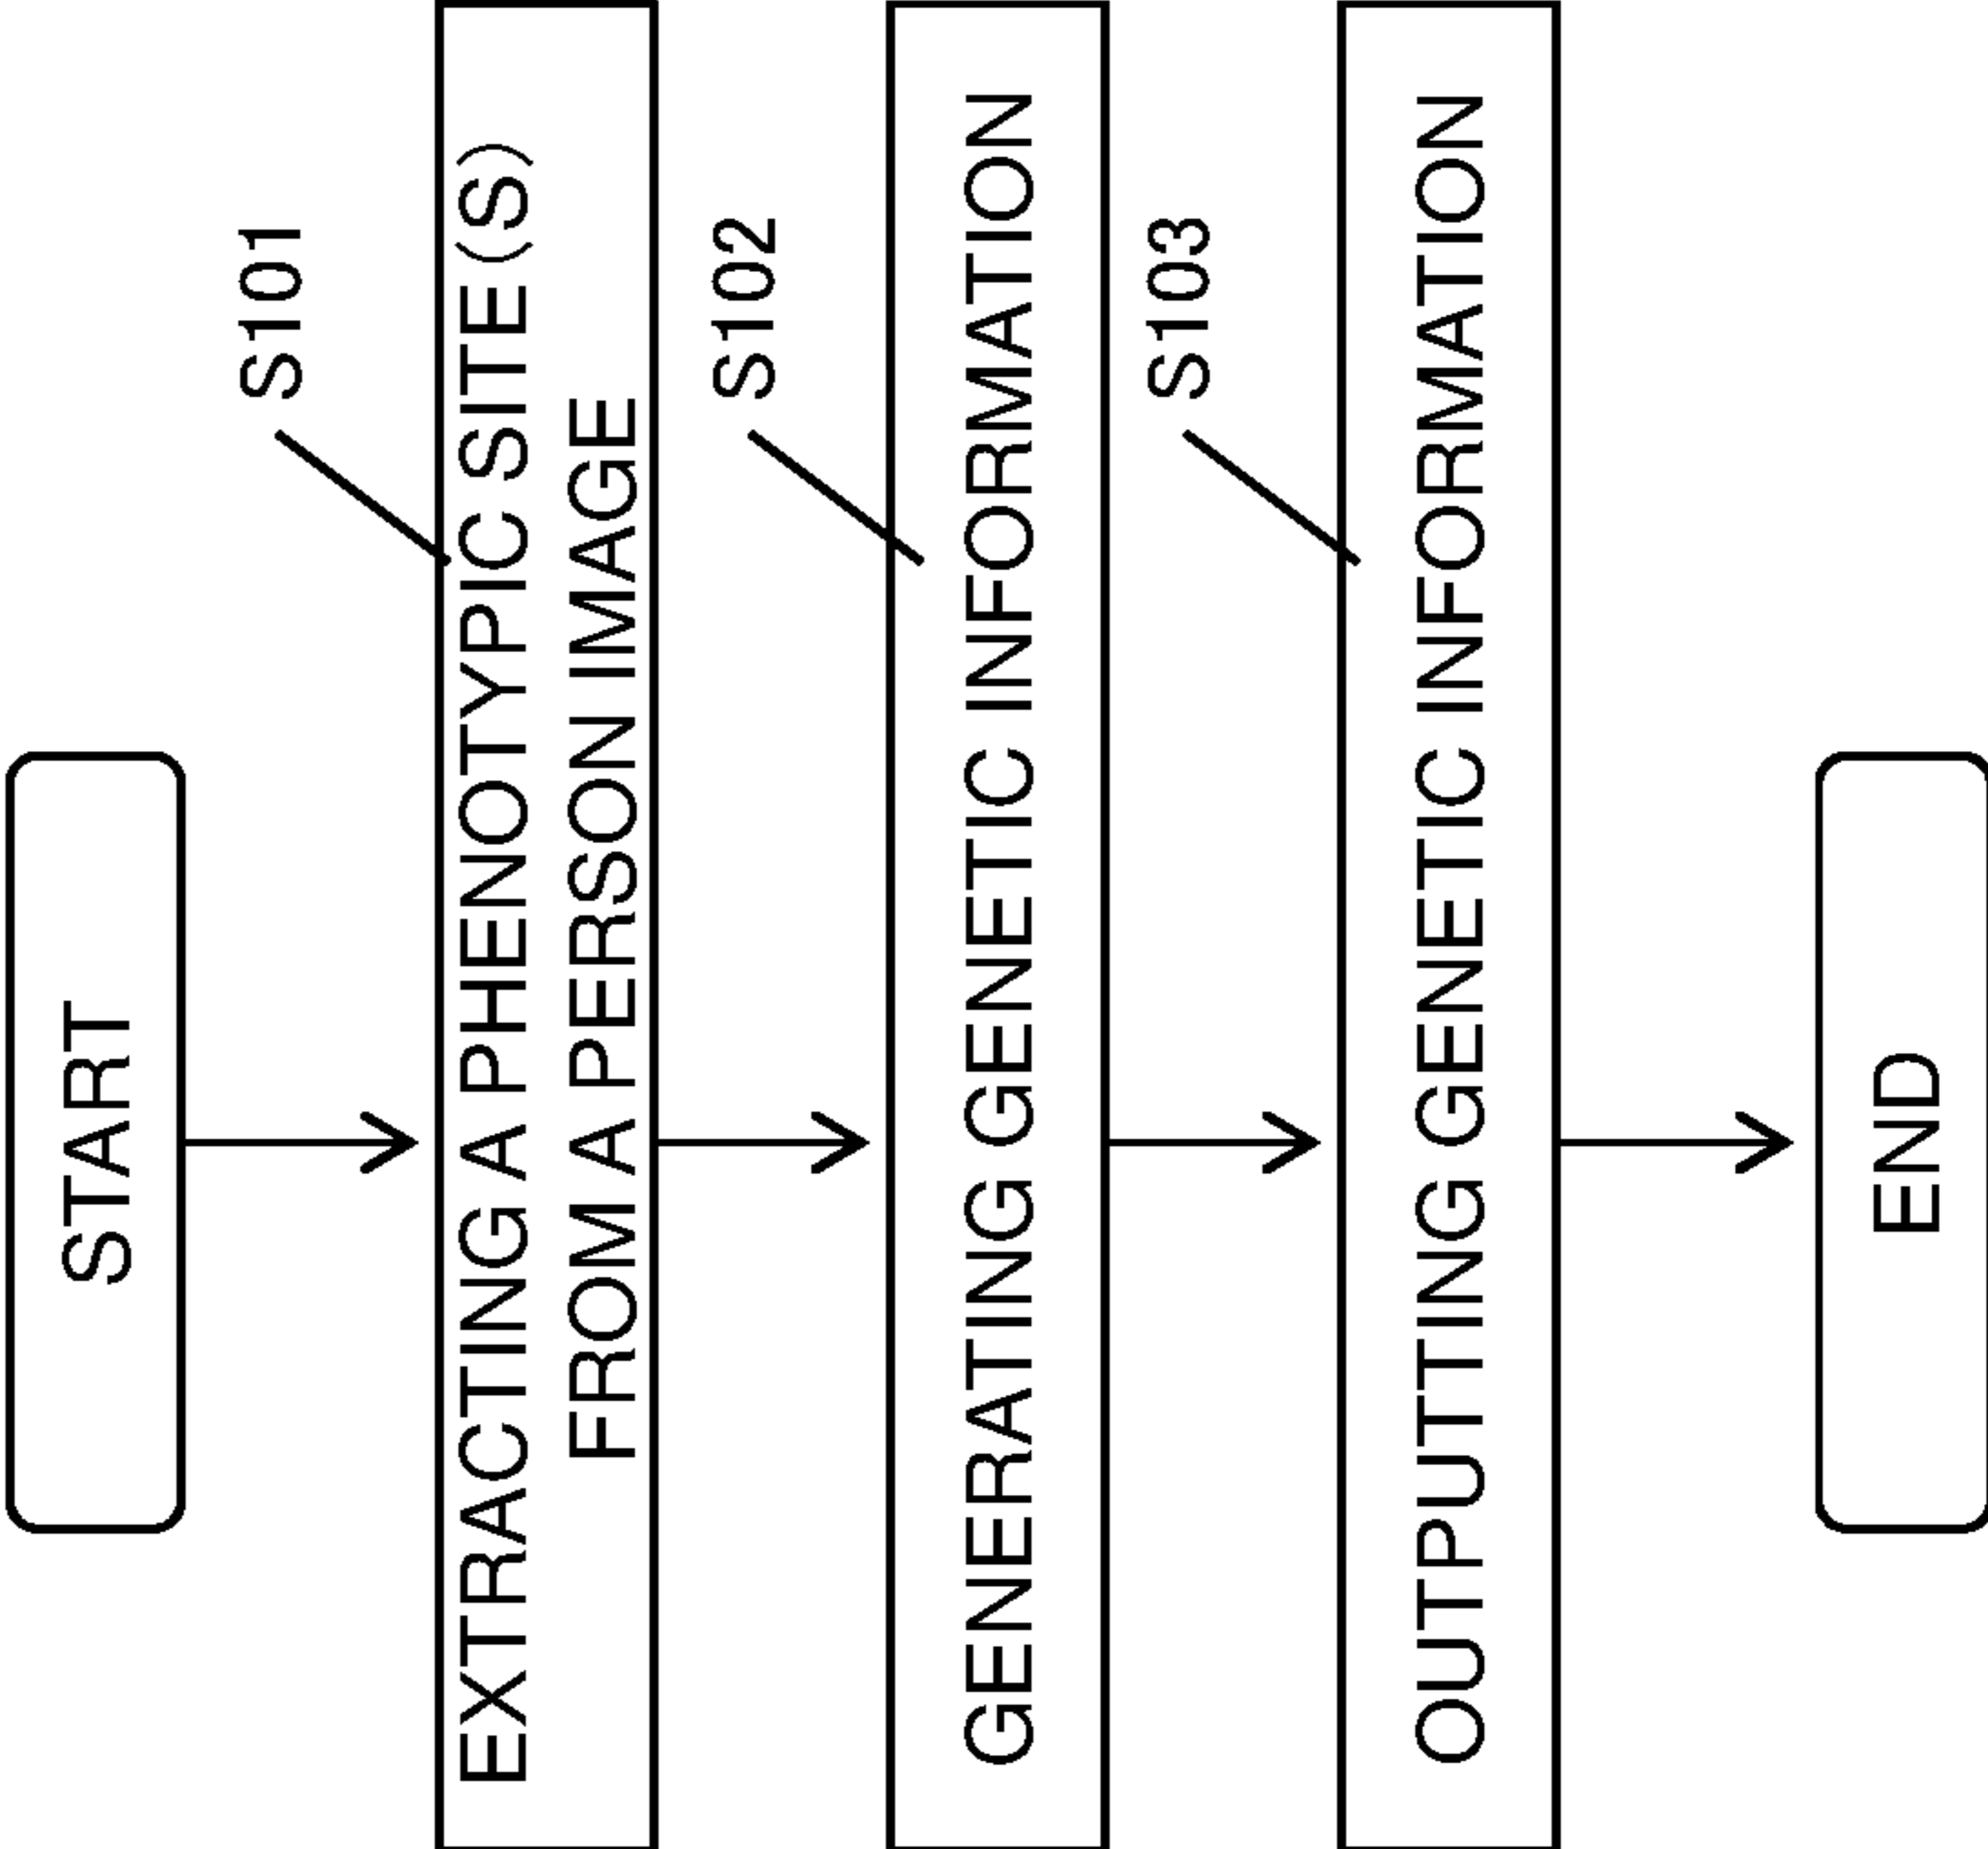 START
S101
EXTRACTING A PHENOTYPIC SITE(S)
FROM A PERSON IMAGE
S102
GENERATING GENETIC INFORMATION
S103
OUTPUTTING GENETIC INFORMATION
END